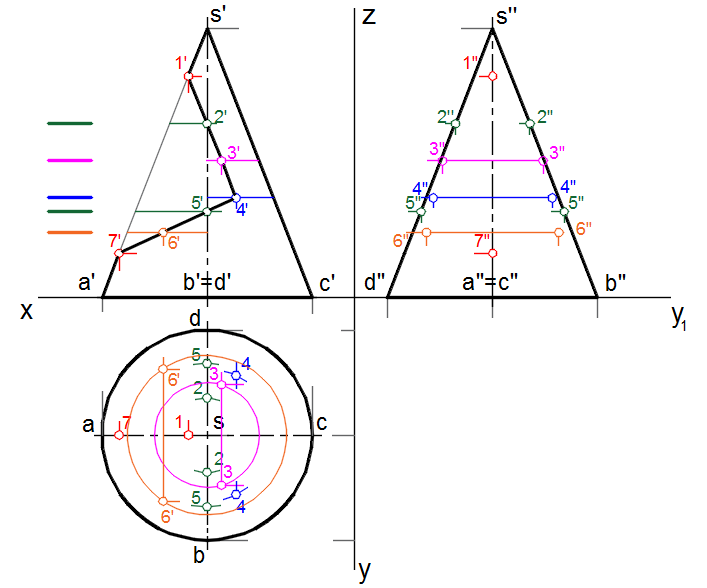 s' z s"
1' 1"
2' 2" 2"
3' 3" 3"
4" 4"
5' 4' 5" 5"
7' 6' 6" 7" 6"
a' b'=d' c' d" a"=c" b"
x y1
d
5 3 4
6' 2
a 7 1 s c
2 3
5 4
6'
b y